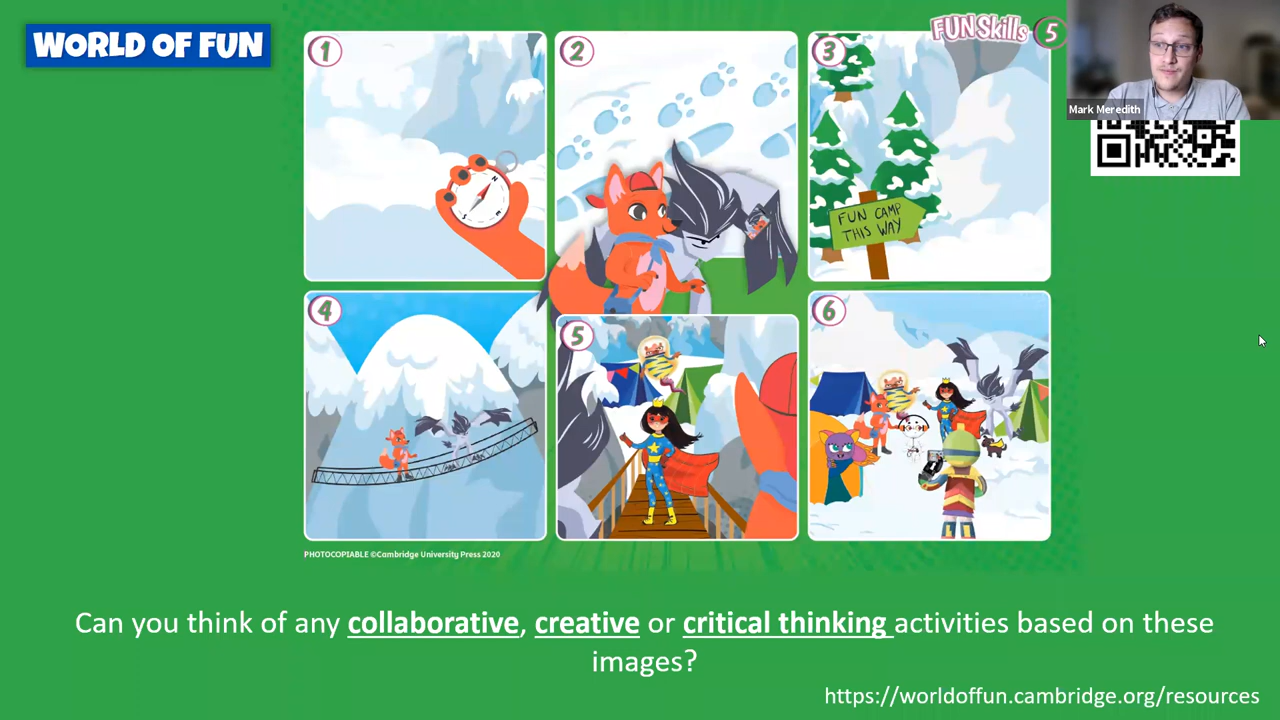 WORLD OF FUN
FUN Skills 5
Mark Meredith
1
2
3
N
S
FUN CAMP
THIS WAY
4
5
6
PHOTOCOPIABLE ©Cambridge University Press 2020
Can you think of any collaborative, creative or critical thinking activities based on these
images?
https://worldoffun.cambridge.org/resources